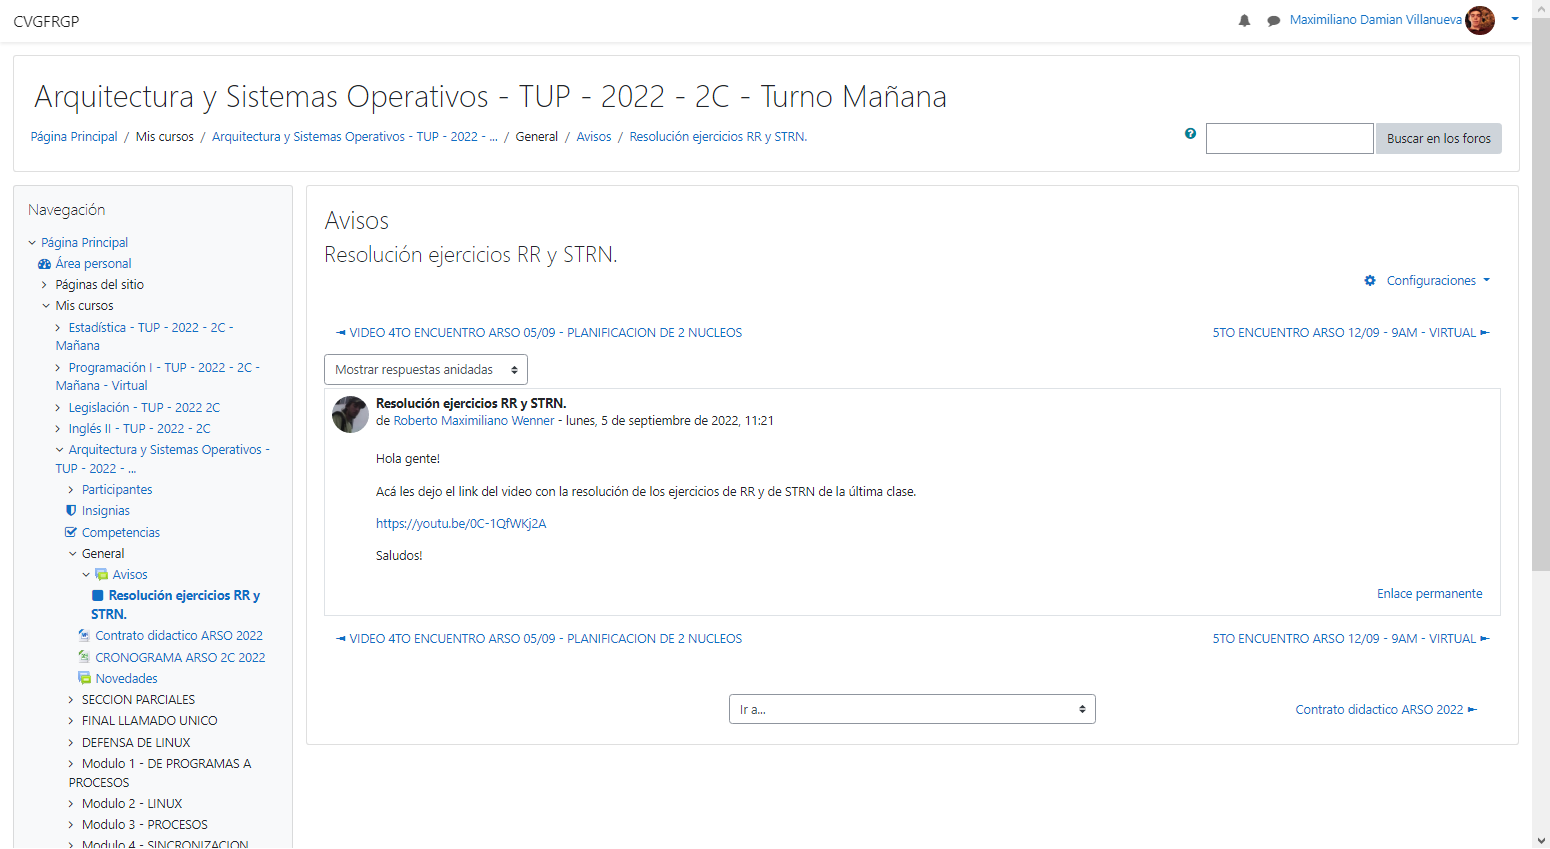 CVGFRGP
Maximiliano Damian Villanueva
Arquitectura y Sistemas Operativos - TUP - 2022 - 2C - Turno Mañana
Página Principal / Mis cursos / Arquitectura y Sistemas Operativos - TUP - 2022 - ... / General / Avisos / Resolución ejercicios RR y STRN.
Buscar en los foros
Navegación
Página Principal
Área personal
Páginas del sitio
Mis cursos
Estadística - TUP - 2022 - 2C -
Mañana
Programación I - TUP - 2022 - 2C -
Mañana - Virtual
Legislación - TUP - 2022 2C
Inglés II - TUP - 2022 - 2C
Arquitectura y Sistemas Operativos -
TUP - 2022 - ...
Participantes
Insignias
Competencias
General
Avisos
Resolución ejercicios RR y
STRN.
Contrato didactico ARSO 2022
CRONOGRAMA ARSO 2C 2022
Novedades
SECCION PARCIALES
FINAL LLAMADO UNICO
DEFENSA DE LINUX
Modulo 1 - DE PROGRAMAS A
PROCESOS
Modulo 2 - LINUX
Modulo 3 - PROCESOS
Modulo 4 - SINCRONIZACION
Avisos
Resolución ejercicios RR y STRN.
Configuraciones
◄ VIDEO 4TO ENCUENTRO ARSO 05/09 - PLANIFICACION DE 2 NUCLEOS
5TO ENCUENTRO ARSO 12/09 - 9AM - VIRTUAL ►
Mostrar respuestas anidadas
Resolución ejercicios RR y STRN.
de Roberto Maximiliano Wenner - lunes, 5 de septiembre de 2022, 11:21
Hola gente!
Acá les dejo el link del video con la resolución de los ejercicios de RR y de STRN de la última clase.
https://youtu.be/0C-1QfWKj2A
Saludos!
Enlace permanente
◄ VIDEO 4TO ENCUENTRO ARSO 05/09 - PLANIFICACION DE 2 NUCLEOS
5TO ENCUENTRO ARSO 12/09 - 9AM - VIRTUAL ►
Ir a...
Contrato didactico ARSO 2022 ►